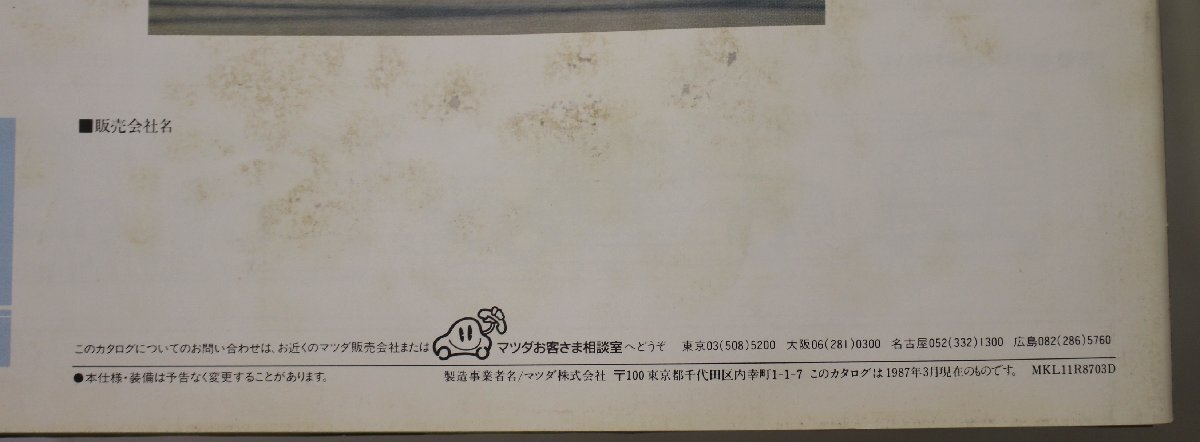 ■販売会社名
このカタログについてのお問い合わせは、お近くのマツダ販売会社または マツダお客さま相談室へどうぞ 東京03(508)5200 大阪06(281)0300 名古屋052(332)1300 広島082(286)5760
●本仕様・装備は予告なく変更することがあります。 製造事業者名/マツダ株式会社 〒100 東京都千代田区内幸町1-1-7 このカタログは1987年3月現在のものです。 MKL11R8703D